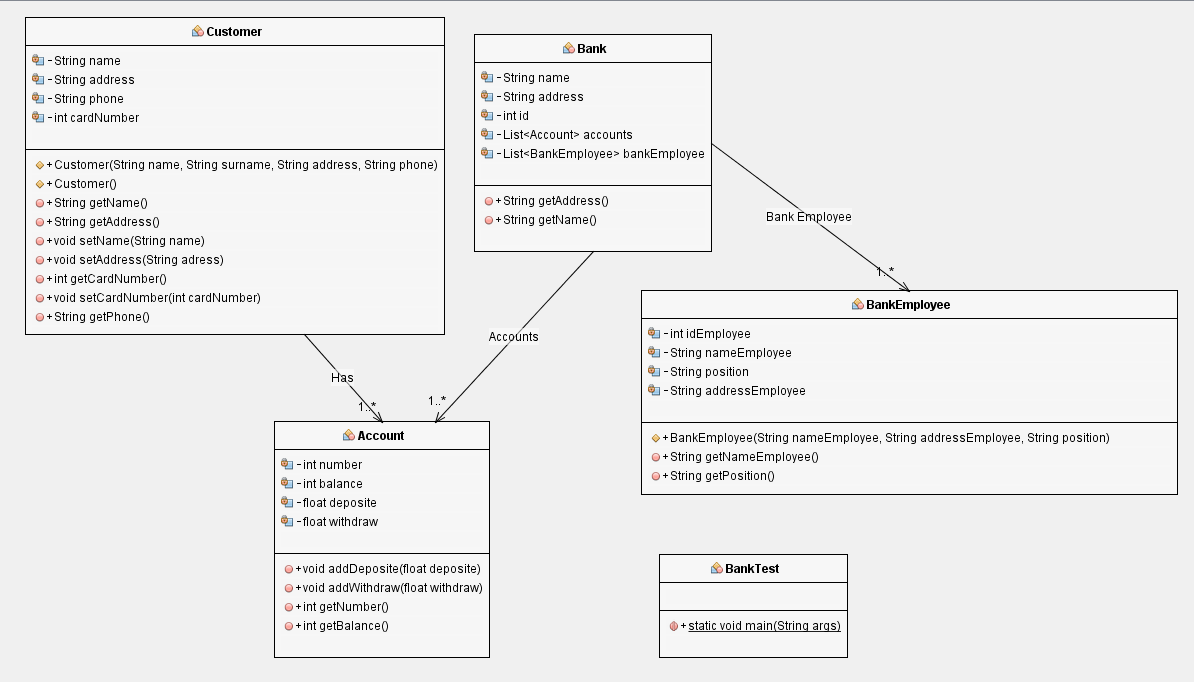 Customer
-String name
-String address
-String phone
-int cardNumber
+Customer(String name, String surname, String address, String phone)
+Customer()
+String getName()
+String getAddress()
+void setName(String name)
+void setAddress(String adress)
+int getCardNumber()
+void setCardNumber(int cardNumber)
+String getPhone()
Bank
-String name
-String address
-int id
-List<Account> accounts
-List<BankEmployee> bankEmployee
+String getAddress()
+String getName()
Bank Employee
1..*
BankEmployee
-int idEmployee
-String nameEmployee
-String position
-String addressEmployee
+BankEmployee(String nameEmployee, String addressEmployee, String position)
+String getNameEmployee()
+String getPosition()
Accounts
1..*
Has
1..*
Account
-int number
-int balance
-float deposite
-float withdraw
+void addDeposite(float deposite)
+void addWithdraw(float withdraw)
+int getNumber()
+int getBalance()
BankTest
+static void main(String args)